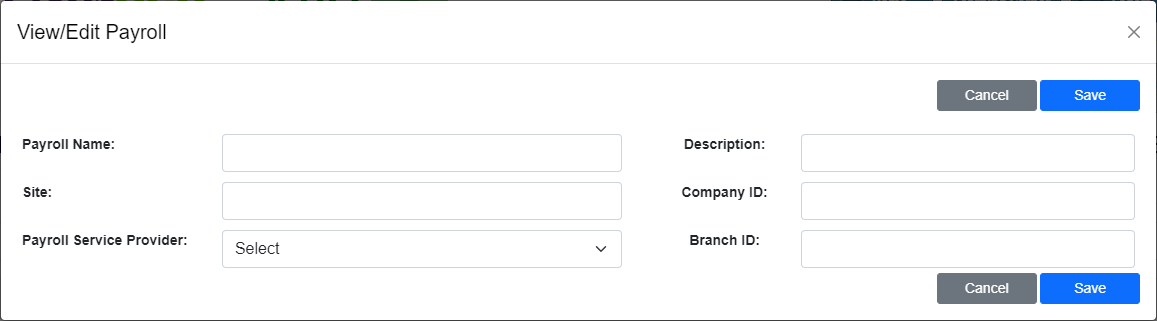 View/Edit Payroll
Cancel Save
Payroll Name: Description:
Site: Company ID:
Payroll Service Provider: Select Branch ID:
Cancel Save